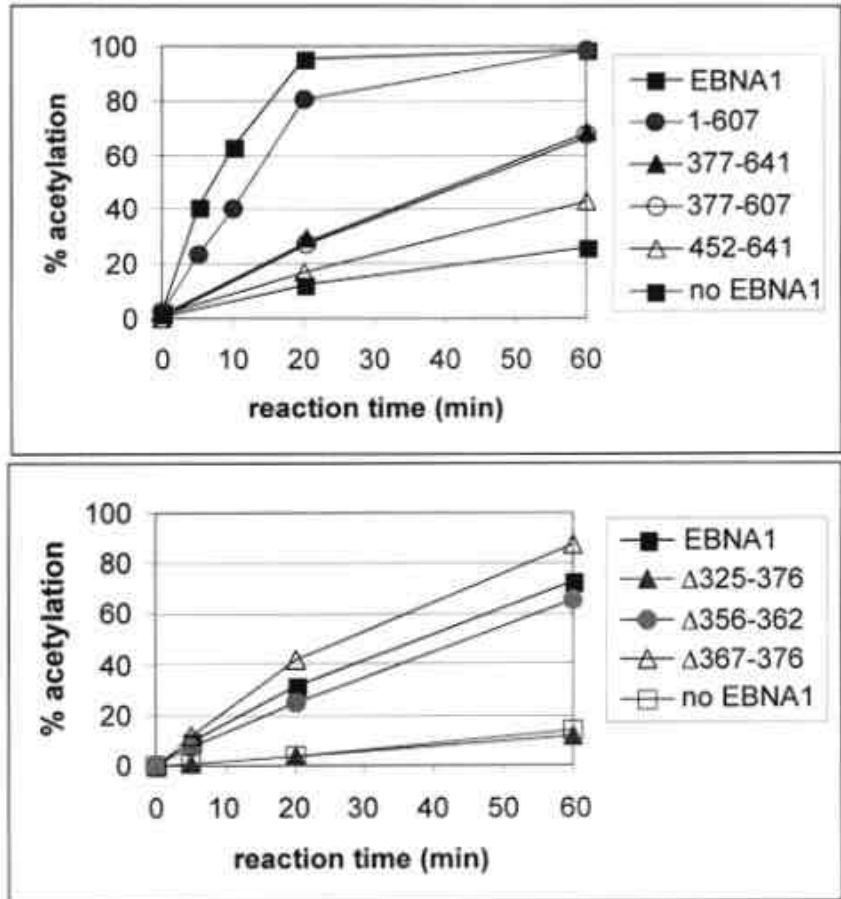 100
80
60
40
20
0
% acetylation
0 10 20 30 40 50 60
reaction time (min)
EBNA1
1-607
377-641
377-607
452-641
no EBNA1
100
80
60
40
20
0
% acetylation
0 10 20 30 40 50 60
reaction time (min)
EBNA1
Δ325-376
Δ356-362
Δ367-376
no EBNA1